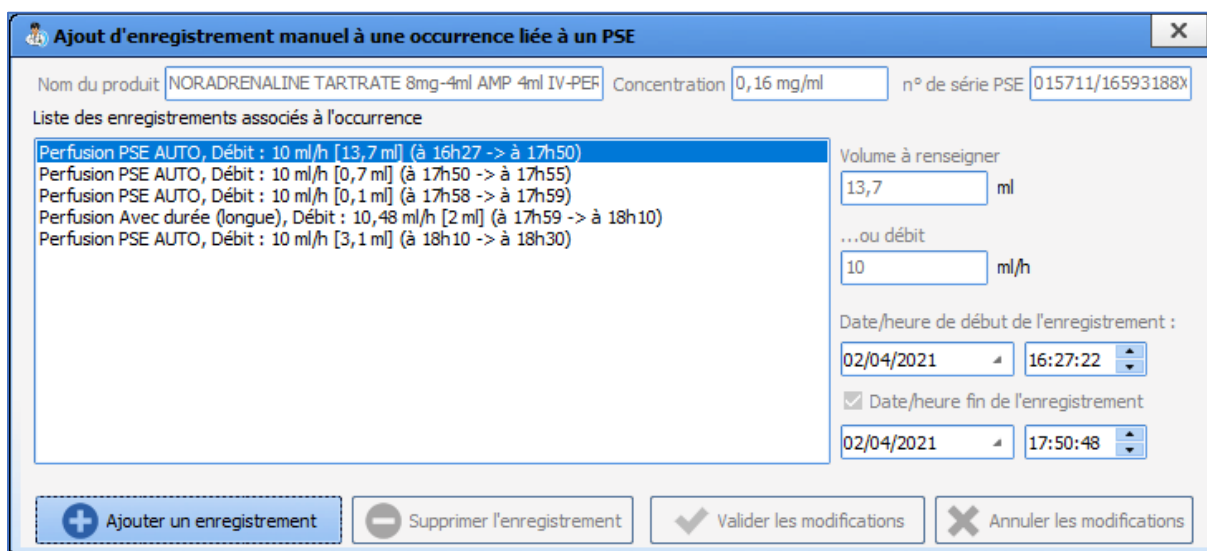 Ajout d'enregistrement manuel à une occurrence liée à un PSE
Nom du produit NORADRENALINE TARTRATE 8mg-4ml AMP 4ml IV-PER Concentration 0,16 mg/ml n° de série PSE 015711/16593188X
Liste des enregistrements associés à l'occurrence
Perfusion PSE AUTO, Débit : 10 ml/h [13,7 ml] (à 16h27 -> à 17h50)
Perfusion PSE AUTO, Débit : 10 ml/h [0,7 ml] (à 17h50 -> à 17h55)
Perfusion PSE AUTO, Débit : 10 ml/h [0,1 ml] (à 17h58 -> à 17h59)
Perfusion Avec durée (longue), Débit : 10,48 ml/h [2 ml] (à 17h59 -> à 18h10)
Perfusion PSE AUTO, Débit : 10 ml/h [3,1 ml] (à 18h10 -> à 18h30)
Volume à renseigner
13,7 ml
...ou débit
10 ml/h
Date/heure de début de l'enregistrement :
02/04/2021 16:27:22
Date/heure fin de l'enregistrement
02/04/2021 17:50:48
Ajouter un enregistrement Supprimer l'enregistrement Valider les modifications Annuler les modifications